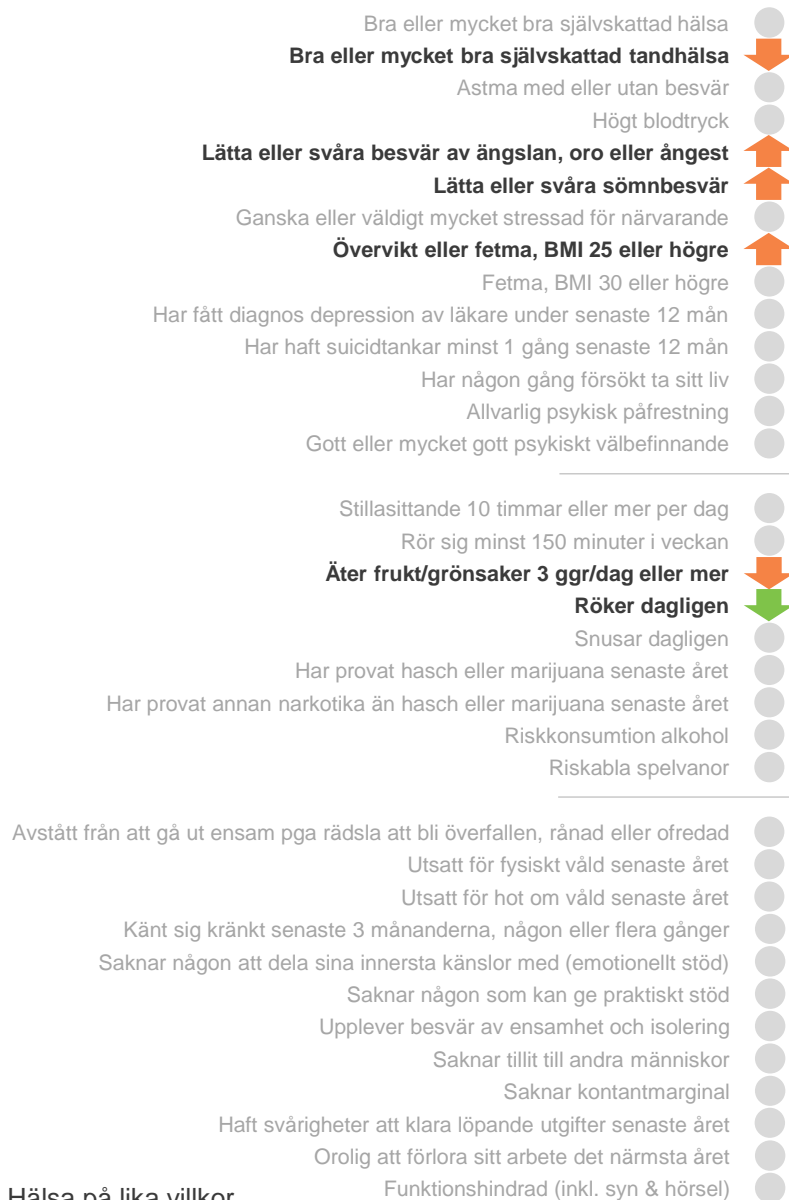 Bra eller mycket bra självskattad hälsa
Bra eller mycket bra självskattad tandhälsa
Astma med eller utan besvär
Högt blodtryck
Lätta eller svåra besvär av ängslan, oro eller ångest
Lätta eller svåra sömnbesvär
Ganska eller väldigt mycket stressad för närvarande
Övervikt eller fetma, BMI 25 eller högre
Fetma, BMI 30 eller högre
Har fått diagnos depression av läkare under senaste 12 mån
Har haft suicidtankar minst 1 gång senaste 12 mån
Har någon gång försökt ta sitt liv
Allvarlig psykisk påfrestning
Gott eller mycket gott psykiskt välbefinnande
Stillasittande 10 timmar eller mer per dag
Rör sig minst 150 minuter i veckan
Äter frukt/grönsaker 3 ggr/dag eller mer
Röker dagligen
Snusar dagligen
Har provat hasch eller marijuana senaste året
Har provat annan narkotika än hasch eller marijuana senaste året
Riskkonsumtion alkohol
Riskabla spelvanor
Avstått från att gå ut ensam pga rädsla att bli överfallen, rånad eller ofredad
Utsatt för fysiskt våld senaste året
Utsatt för hot om våld senaste året
Känt sig kränkt senaste 3 månanderna, någon eller flera gånger
Saknar någon att dela sina innersta känslor med (emotionellt stöd)
Saknar någon som kan ge praktiskt stöd
Upplever besvär av ensamhet och isolering
Saknar tillit till andra människor
Saknar kontantmarginal
Haft svårigheter att klara löpande utgifter senaste året
Orolig att förlora sitt arbete det närmsta året
Funktionshindrad (inkl. syn & hörsel)
Hälsa på lika villkor